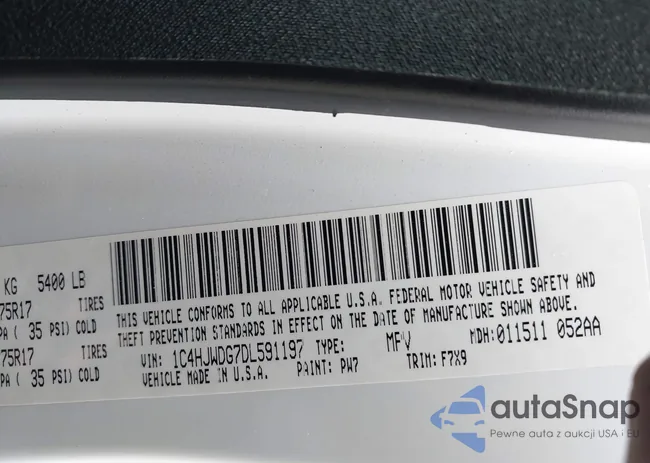 KG 5400 LB
75R17 TIRES
PA ( 35 PSI) COLD
75R17 TIRES
PA ( 35 PSI) COLD
THIS VEHICLE CONFORMS TO ALL APPLICABLE U.S.A. FEDERAL MOTOR VEHICLE SAFETY AND
THEFT PREVENTION STANDARDS IN EFFECT ON THE DATE OF MANUFACTURE SHOWN ABOVE.
VIN: 1C4HJWDG7DL591197 TYPE: MPV MDH: 011511 052AA
VEHICLE MADE IN U.S.A. PAINT: PW7 TRIM: F7X9
autaSnap
Pewne auta z aukcji USA i EU